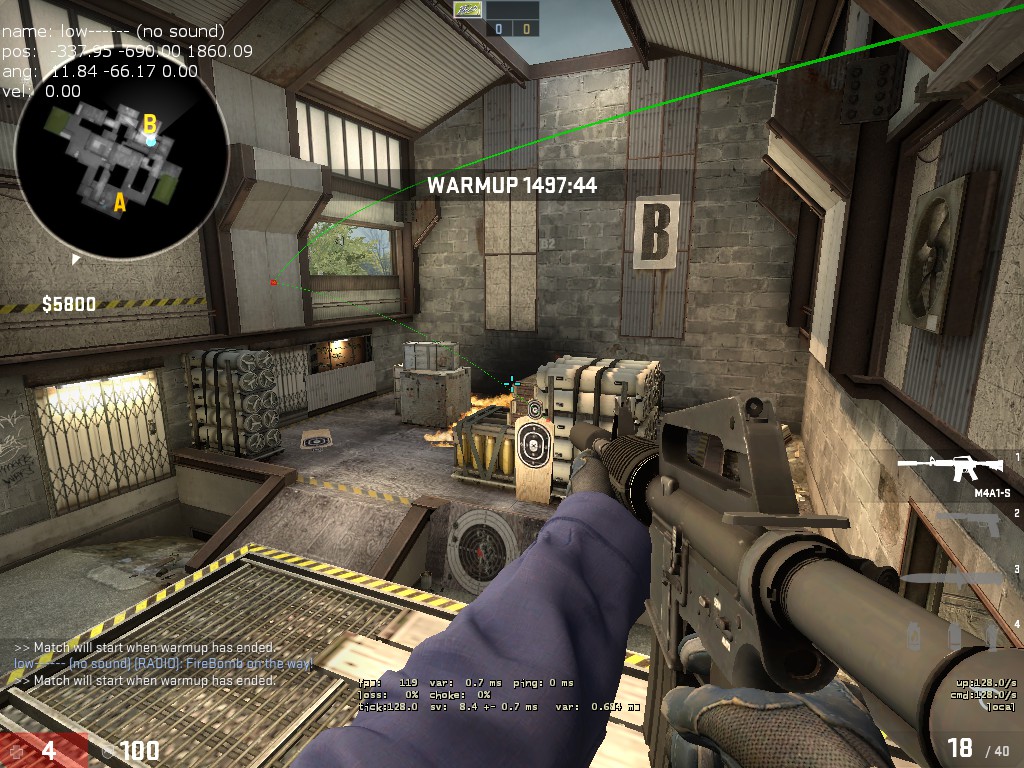 name: low------ (no sound)
pos: -337.95 -690.00 1860.09
ang: 11.84 -66.17 0.00
vel: 0.00
0 0
B
A
WARMUP 1497:44
B2
B
$5800
1
M4A1-S
2
3
4
>> Match will start when warmup has ended.
low------ (no sound) (RADIO): FireBomb on the way!
>> Match will start when warmup has ended.
fps: 119 var: 0.7 ms ping: 0 ms
loss: 0% choke: 0%
tick:128.0 sv: 8.4 +- 0.7 ms var: 0.684 ms
up:128.0/s
cmd:128.0/s
local
4 100
18 / 40